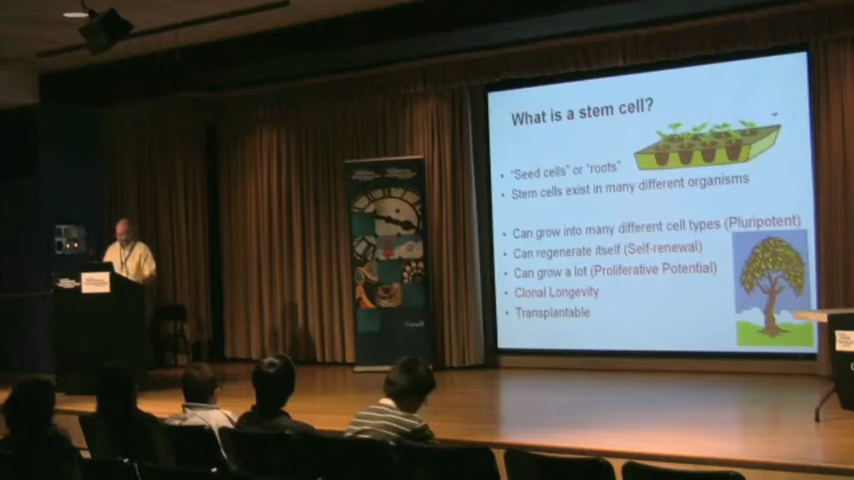 What is a stem cell?
• "Seed cells" or "roots"
• Stem cells exist in many different organisms
• Can grow into many different cell types (Pluripotent)
• Can regenerate itself (Self-renewal)
• Can grow a lot (Proliferative Potential)
• Clonal Longevity
• Transplantable
Canada